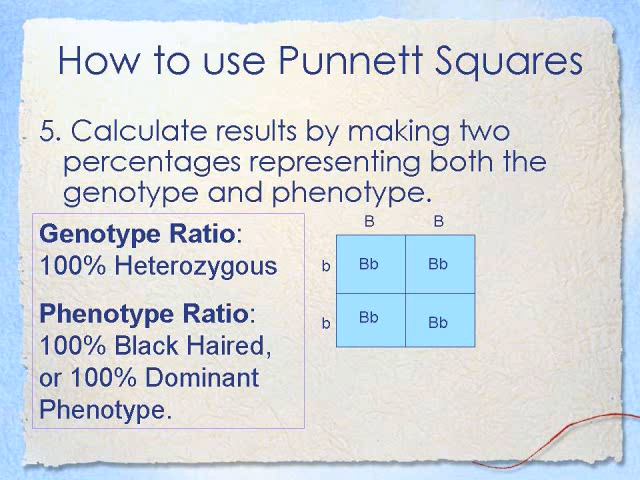 How to use Punnett Squares
5. Calculate results by making two
percentages representing both the
genotype and phenotype.
Genotype Ratio:
100% Heterozygous
Phenotype Ratio:
100% Black Haired,
or 100% Dominant
Phenotype.
B B
b Bb Bb
b Bb Bb